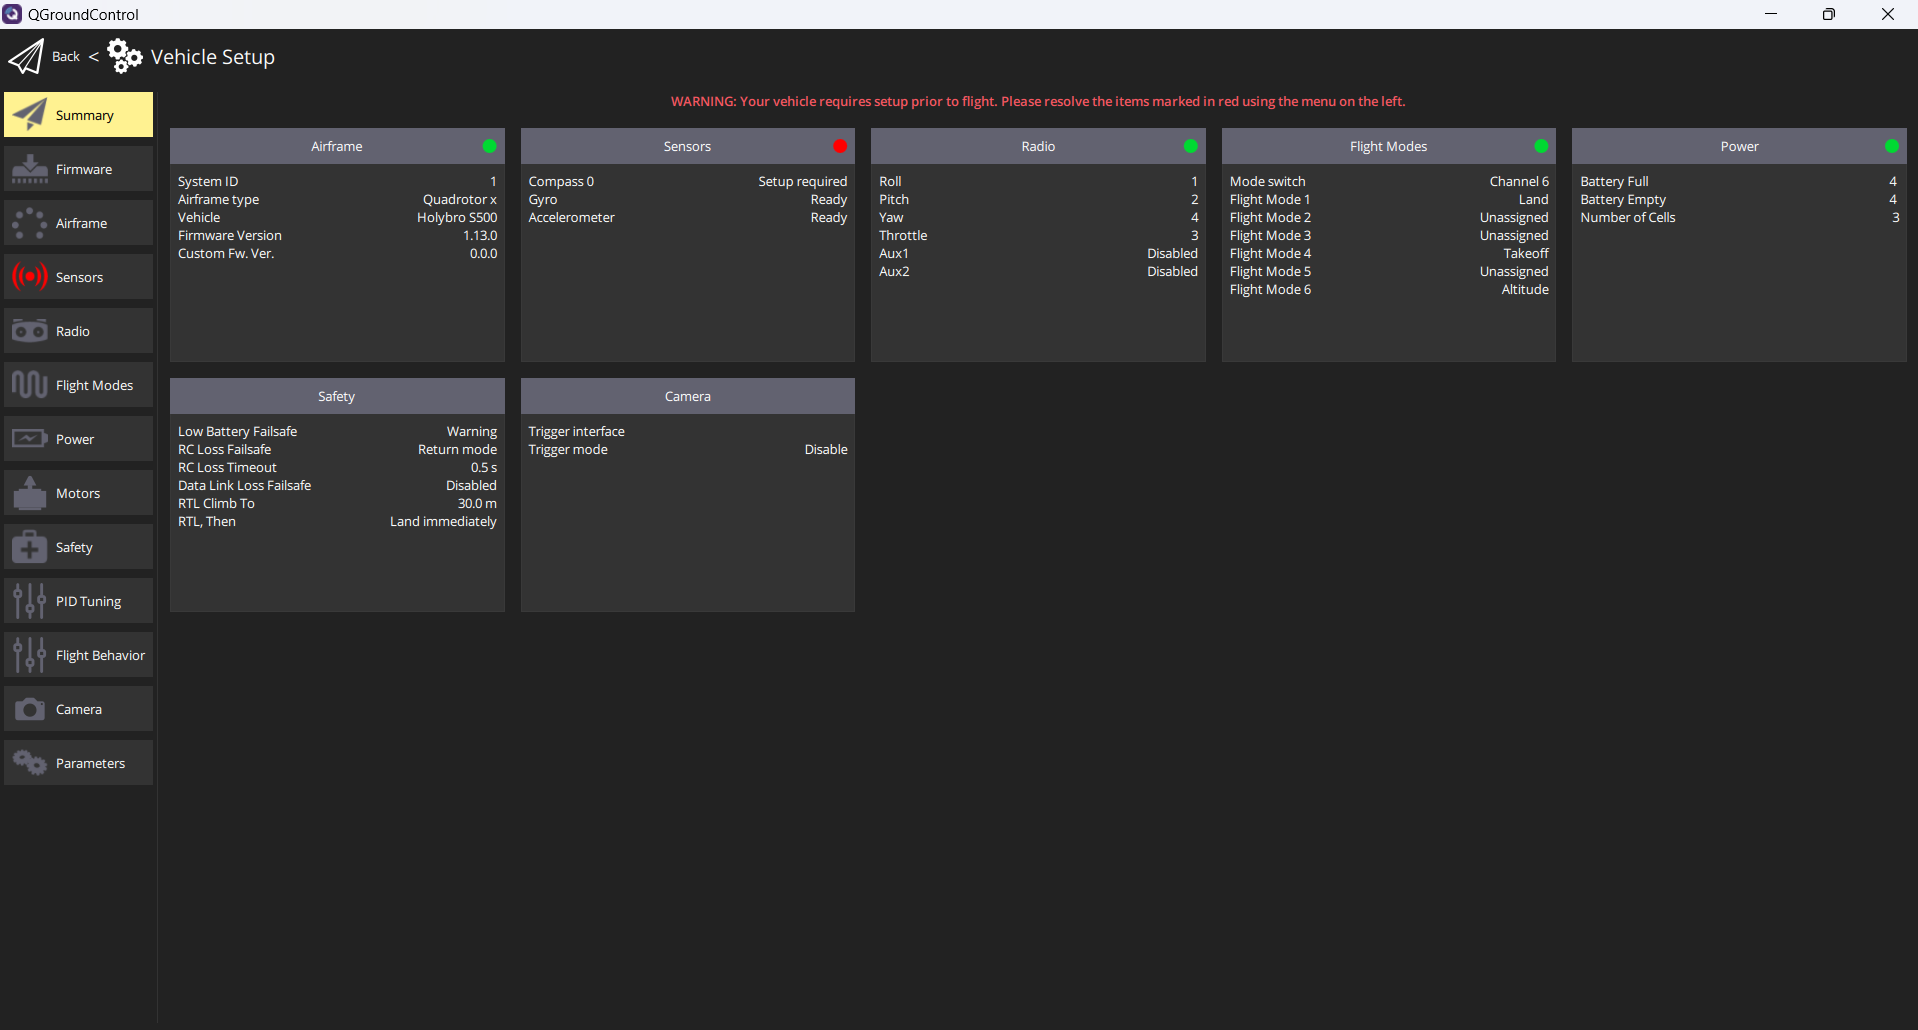 QGroundControl
Back < Vehicle Setup
WARNING: Your vehicle requires setup prior to flight. Please resolve the items marked in red using the menu on the left.
Summary
Firmware
Airframe
Sensors
Radio
Flight Modes
Power
Motors
Safety
PID Tuning
Flight Behavior
Camera
Parameters
Airframe
System ID 1
Airframe type Quadrotor x
Vehicle Holybro S500
Firmware Version 1.13.0
Custom Fw. Ver. 0.0.0
Sensors
Compass 0 Setup required
Gyro Ready
Accelerometer Ready
Radio
Roll 1
Pitch 2
Yaw 4
Throttle 3
Aux1 Disabled
Aux2 Disabled
Flight Modes
Mode switch Channel 6
Flight Mode 1 Land
Flight Mode 2 Unassigned
Flight Mode 3 Unassigned
Flight Mode 4 Takeoff
Flight Mode 5 Unassigned
Flight Mode 6 Altitude
Power
Battery Full 4
Battery Empty 4
Number of Cells 3
Safety
Low Battery Failsafe Warning
RC Loss Failsafe Return mode
RC Loss Timeout 0.5 s
Data Link Loss Failsafe Disabled
RTL Climb To 30.0 m
RTL, Then Land immediately
Camera
Trigger interface
Trigger mode Disable